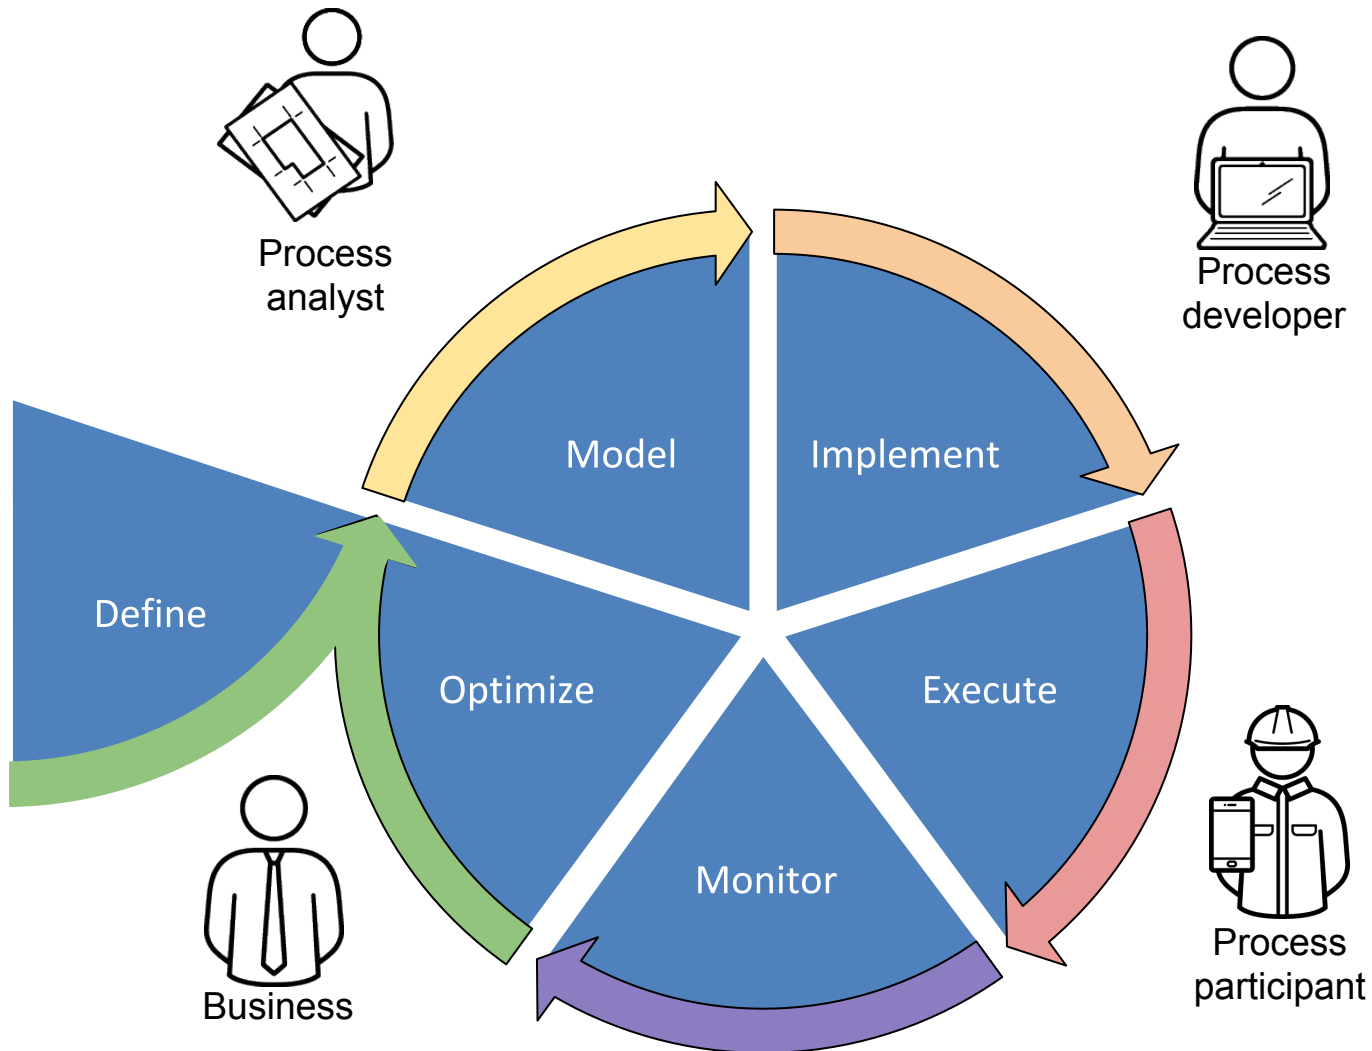 Process
analyst
Process
developer
Model
Implement
Define
Optimize
Execute
Monitor
Business
Process
participant